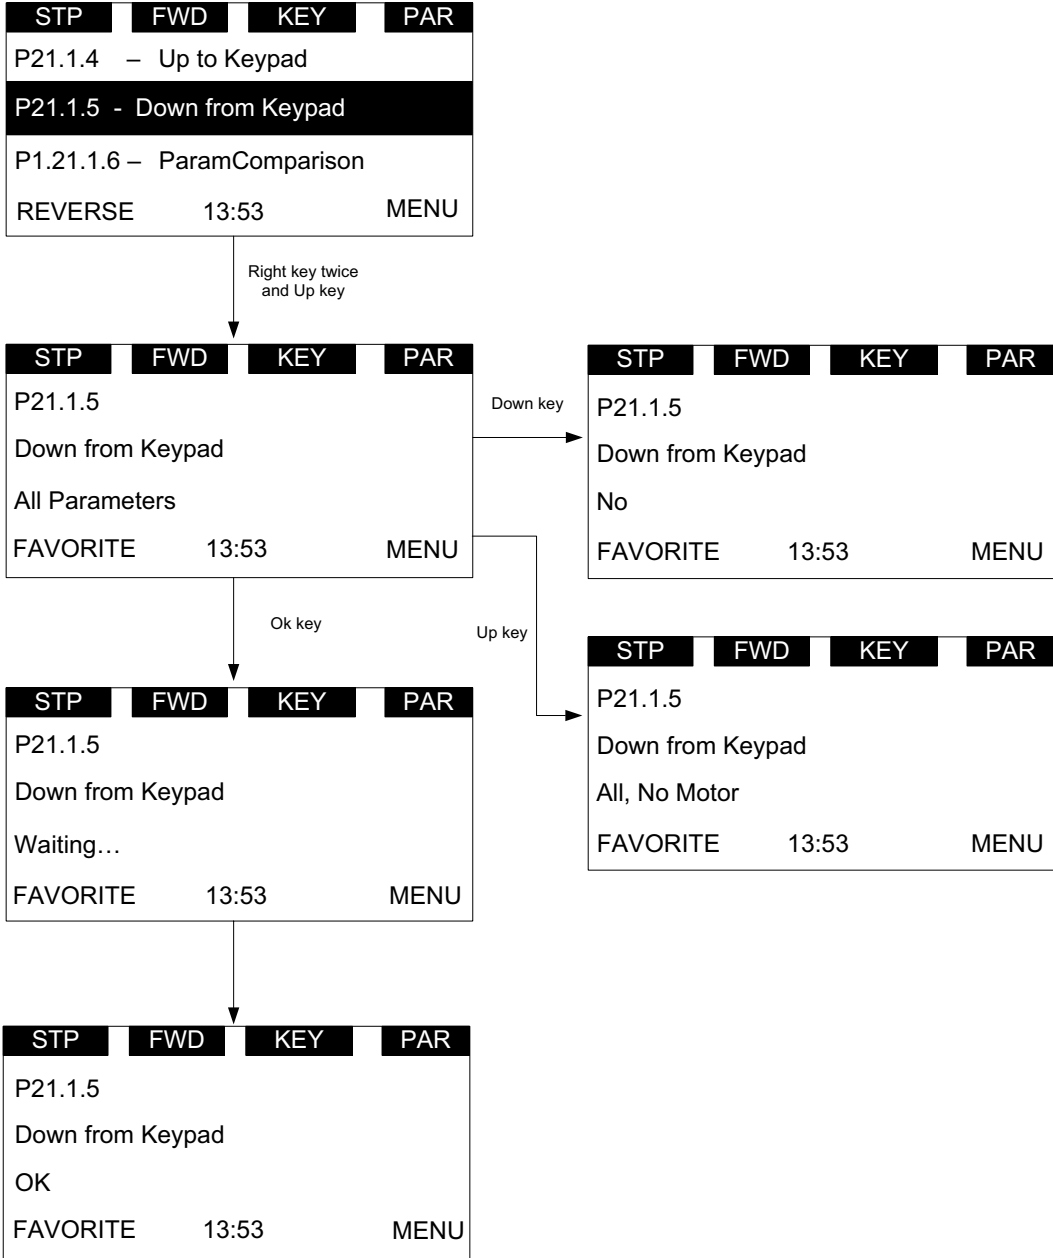 STP FWD KEY PAR
P21.1.4 – Up to Keypad
P21.1.5 - Down from Keypad
P1.21.1.6 – ParamComparison
REVERSE 13:53 MENU
Right key twice
and Up key
STP FWD KEY PAR
P21.1.5
Down from Keypad
All Parameters
FAVORITE 13:53 MENU
Down key
STP FWD KEY PAR
P21.1.5
Down from Keypad
No
FAVORITE 13:53 MENU
Up key
STP FWD KEY PAR
P21.1.5
Down from Keypad
All, No Motor
FAVORITE 13:53 MENU
Ok key
STP FWD KEY PAR
P21.1.5
Down from Keypad
Waiting…
FAVORITE 13:53 MENU
STP FWD KEY PAR
P21.1.5
Down from Keypad
OK
FAVORITE 13:53 MENU